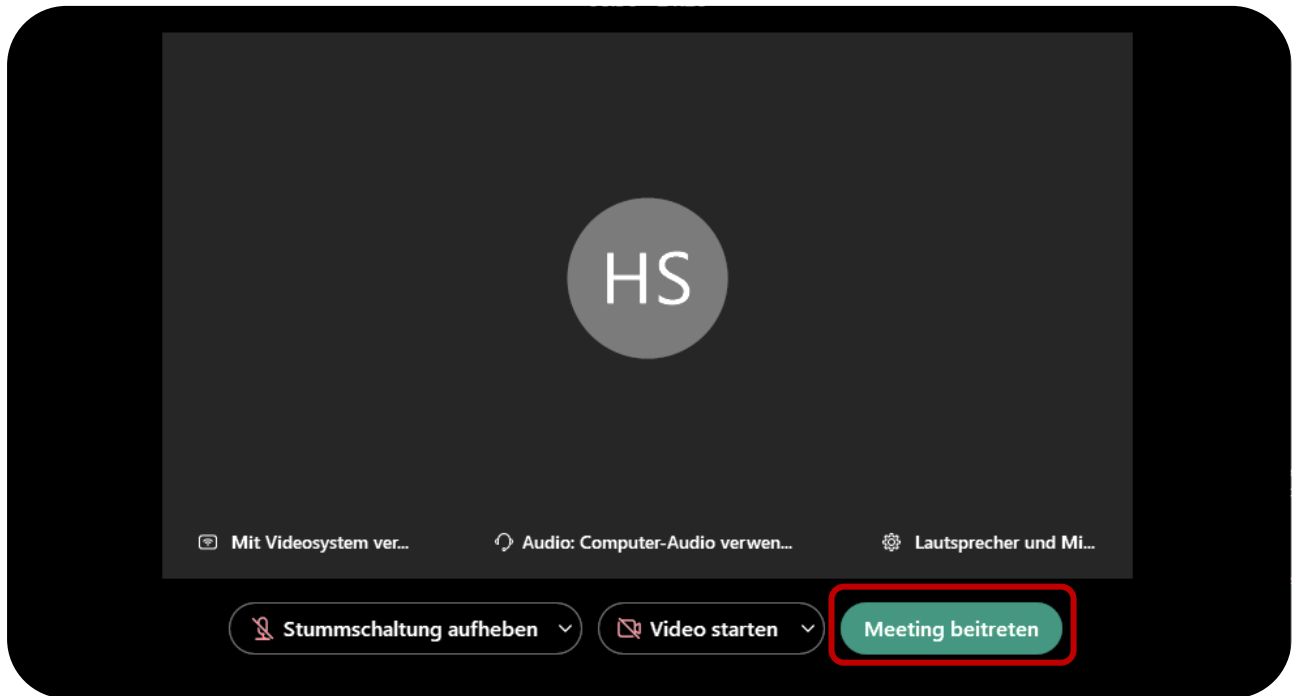 HS
Mit Videosystem ver...
Audio: Computer-Audio verwen...
Lautsprecher und Mi...
Stummschaltung aufheben
Video starten
Meeting beitreten